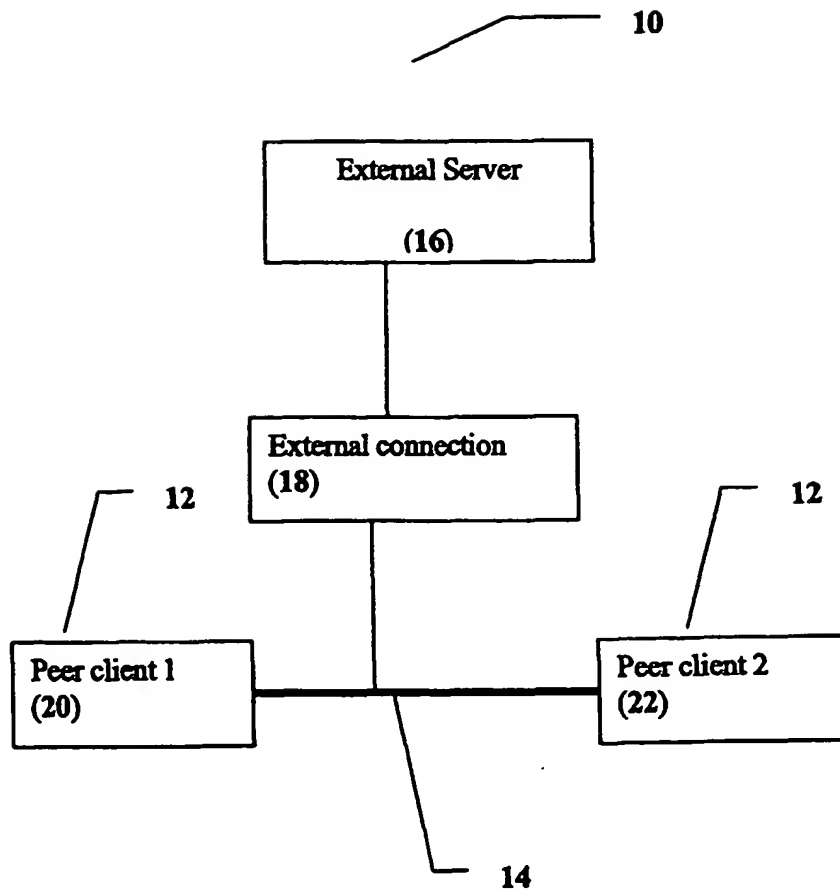 10
External Server
(16)
External connection
(18)
12
12
Peer client 1
(20)
Peer client 2
(22)
14